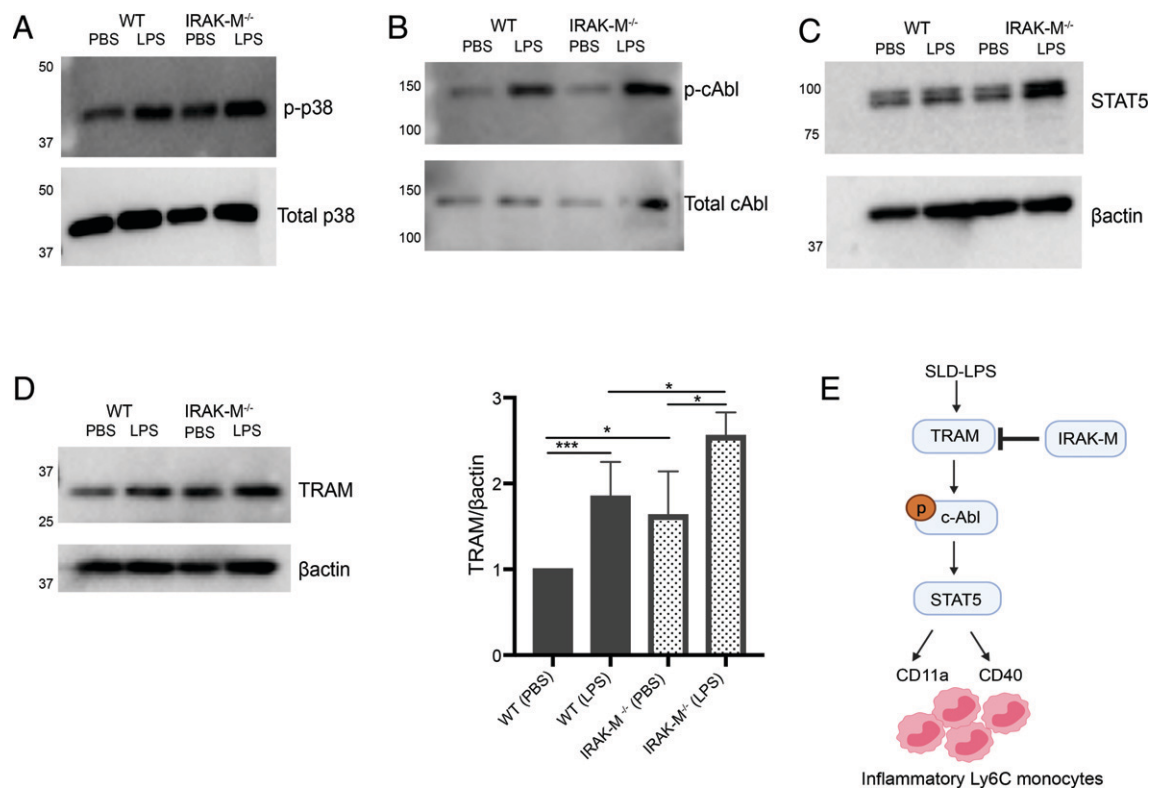 A
WT IRAK-M-/-
PBS LPS PBS LPS
50
p-p38
37
50
Total p38
37
B
WT IRAK-M-/-
PBS LPS PBS LPS
150
p-cAbl
100
150
Total cAbl
100
C
WT IRAK-M-/-
PBS LPS PBS LPS
100
STAT5
75
βactin
37
D
WT IRAK-M-/-
PBS LPS PBS LPS
37
TRAM
25
βactin
37
TRAM/βactin
3
2
1
0
*
*
*
***
WT (PBS)
WT (LPS)
IRAK-M -/- (PBS)
IRAK-M-/- (LPS)
E
SLD-LPS
TRAM IRAK-M
p
c-Abl
STAT5
CD11a CD40
Inflammatory Ly6C monocytes